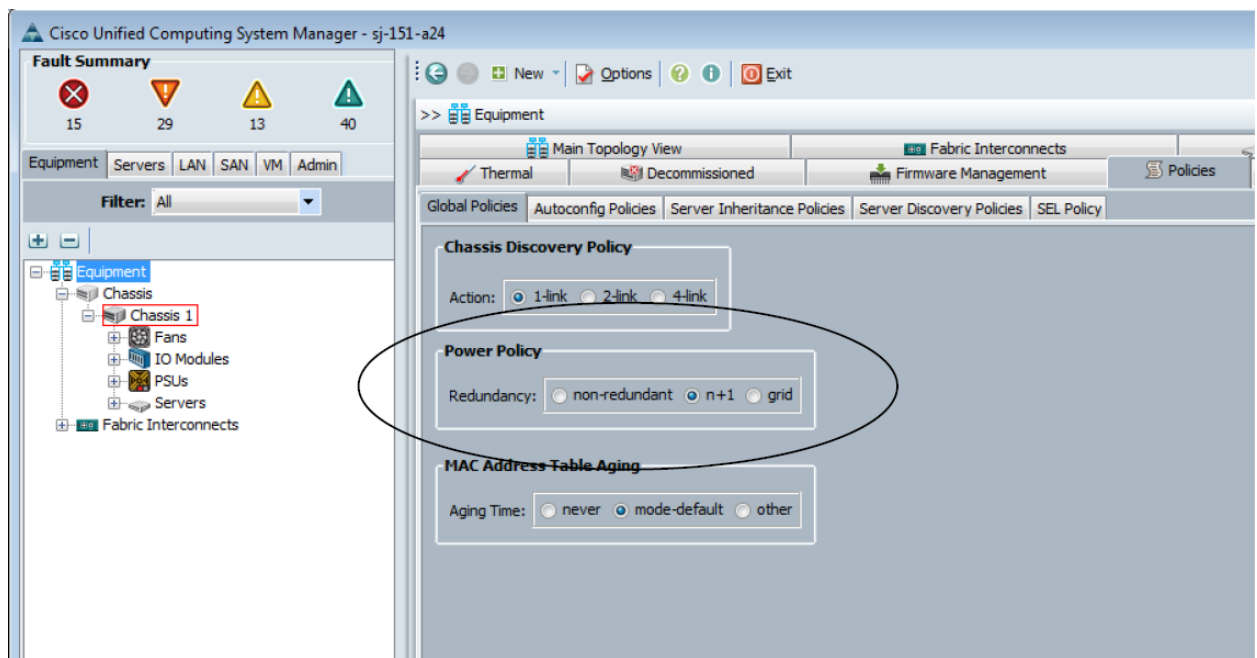 Cisco Unified Computing System Manager - sj-151-a24
Fault Summary
15 29 13 40
New Options Exit
>> Equipment
Main Topology View Fabric Interconnects
Thermal Decommissioned Firmware Management Policies
Equipment Servers LAN SAN VM Admin
Filter: All
Global Policies Autoconfig Policies Server Inheritance Policies Server Discovery Policies SEL Policy
Equipment
Chassis
Chassis 1
Fans
IO Modules
PSUs
Servers
Fabric Interconnects
Chassis Discovery Policy
Action: 1-link 2-link 4-link
Power Policy
Redundancy: non-redundant n+1 grid
MAC Address Table Aging
Aging Time: never mode-default other